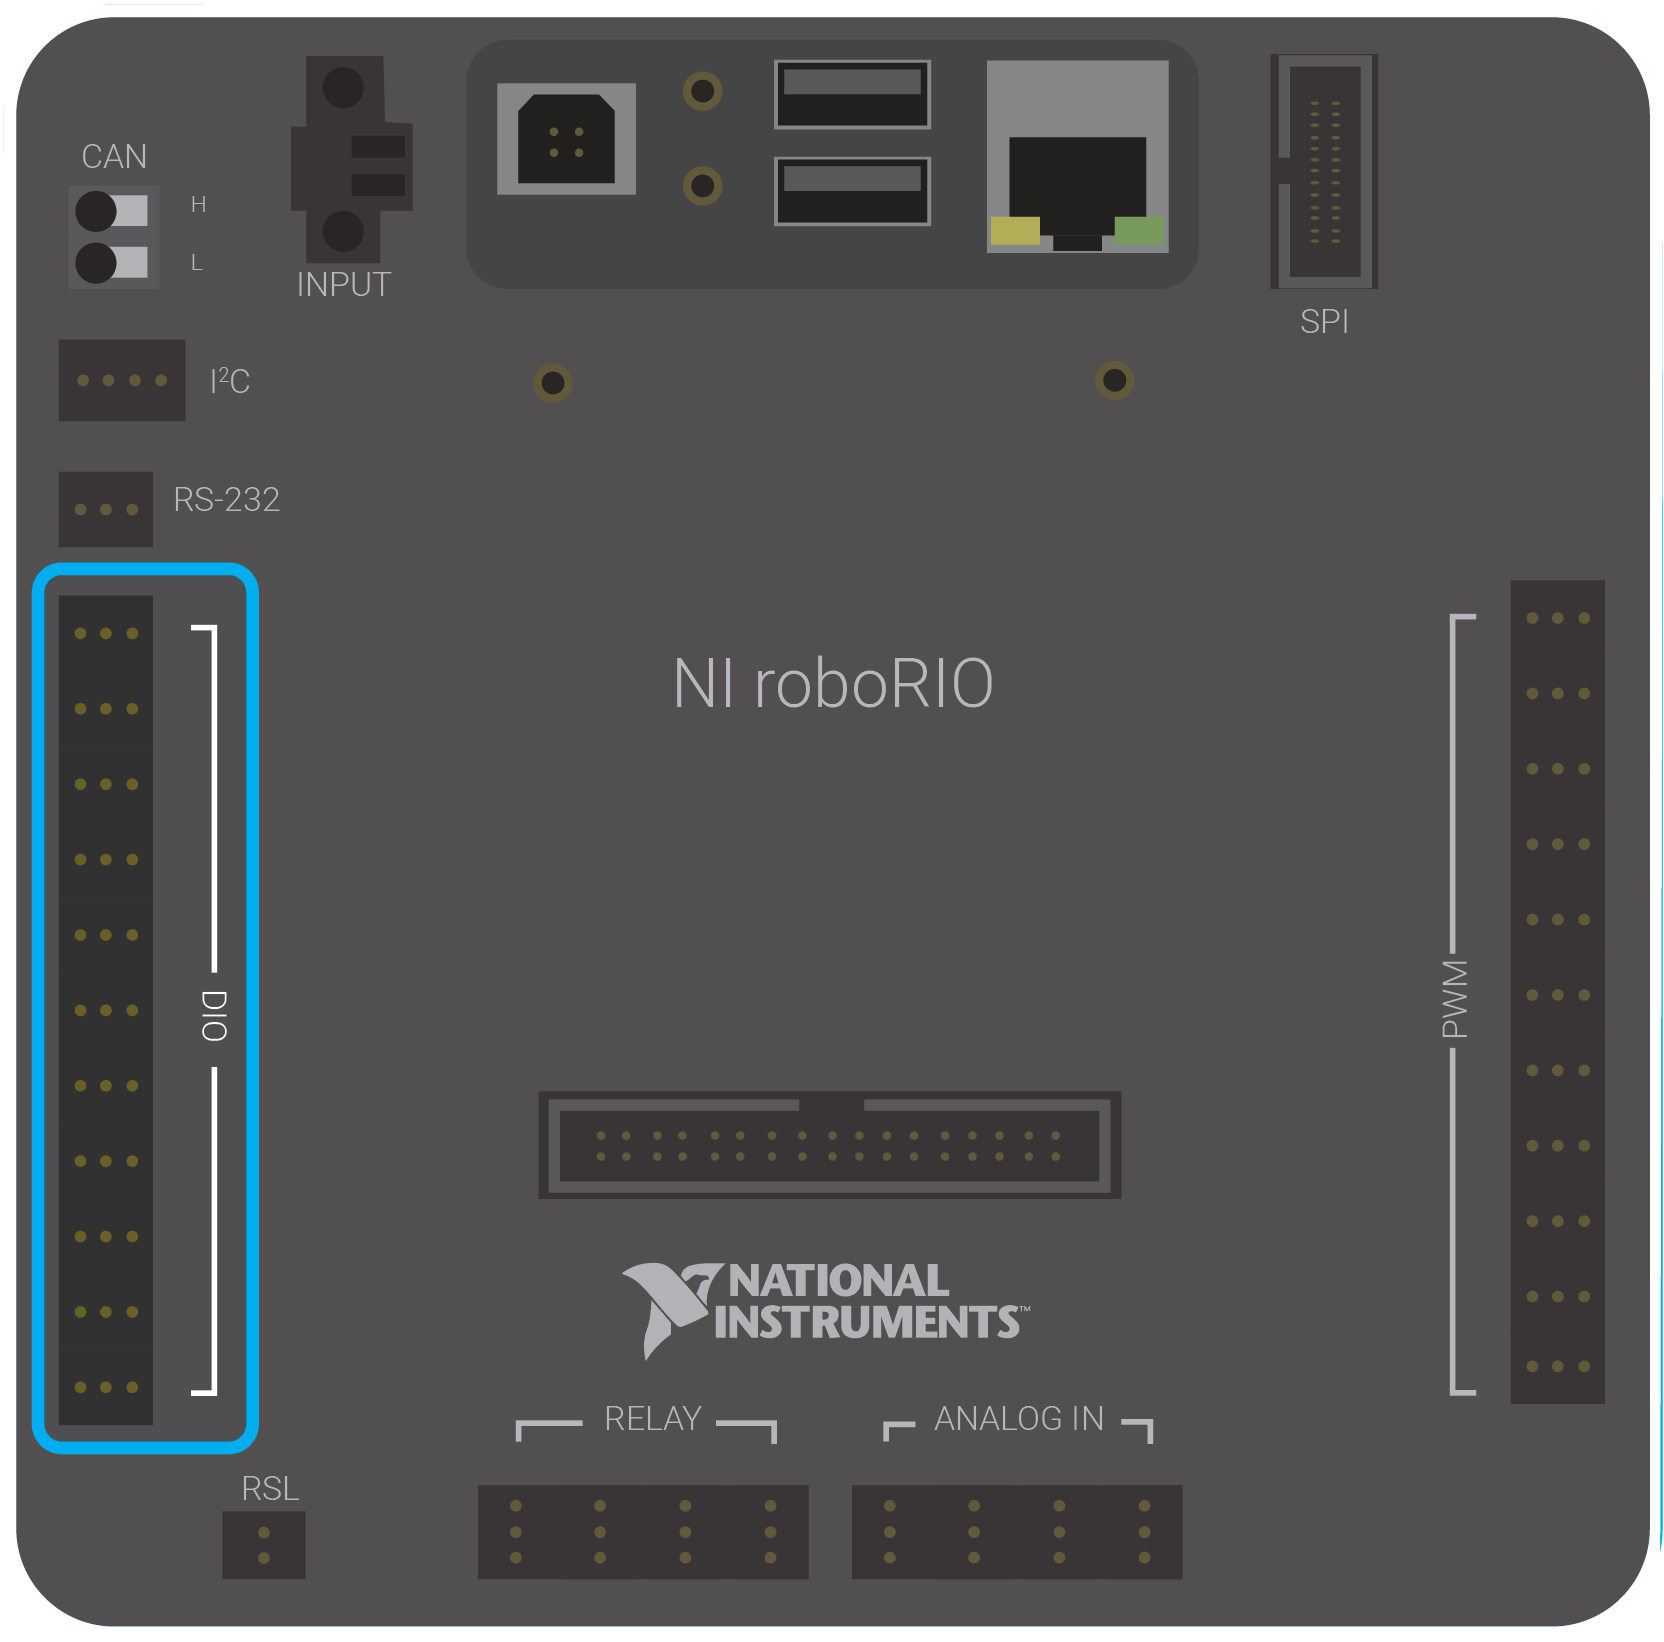 CAN
H
L
INPUT
SPI
I²C
RS-232
NI roboRIO
DIO
PWM
NATIONAL
INSTRUMENTS™
RELAY
ANALOG IN
RSL